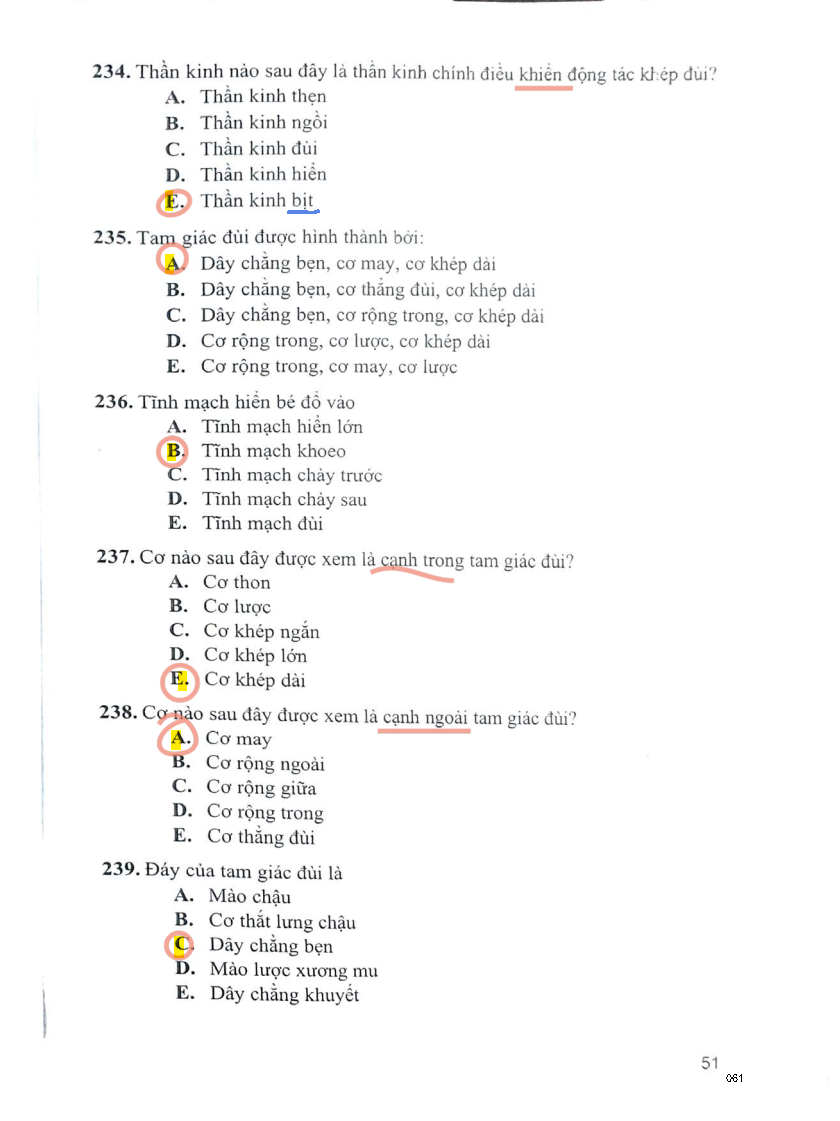 234. Thần kinh nào sau đây là thần kinh chính điều khiển động tác khép đùi?
A. Thần kinh thẹn
B. Thần kinh ngồi
C. Thần kinh đùi
D. Thần kinh hiển
E. Thần kinh bịt
235. Tam giác đùi được hình thành bởi:
A. Dây chằng bẹn, cơ may, cơ khép dài
B. Dây chằng bẹn, cơ thẳng đùi, cơ khép dài
C. Dây chằng bẹn, cơ rộng trong, cơ khép dài
D. Cơ rộng trong, cơ lược, cơ khép dài
E. Cơ rộng trong, cơ may, cơ lược
236. Tĩnh mạch hiển bé đổ vào
A. Tĩnh mạch hiển lớn
B. Tĩnh mạch khoeo
C. Tĩnh mạch chày trước
D. Tĩnh mạch chày sau
E. Tĩnh mạch đùi
237. Cơ nào sau đây được xem là cạnh trong tam giác đùi?
A. Cơ thon
B. Cơ lược
C. Cơ khép ngắn
D. Cơ khép lớn
E. Cơ khép dài
238. Cơ nào sau đây được xem là cạnh ngoài tam giác đùi?
A. Cơ may
B. Cơ rộng ngoài
C. Cơ rộng giữa
D. Cơ rộng trong
E. Cơ thẳng đùi
239. Đáy của tam giác đùi là
A. Mào chậu
B. Cơ thắt lưng chậu
C. Dây chằng bẹn
D. Mào lược xương mu
E. Dây chằng khuyết
51
061